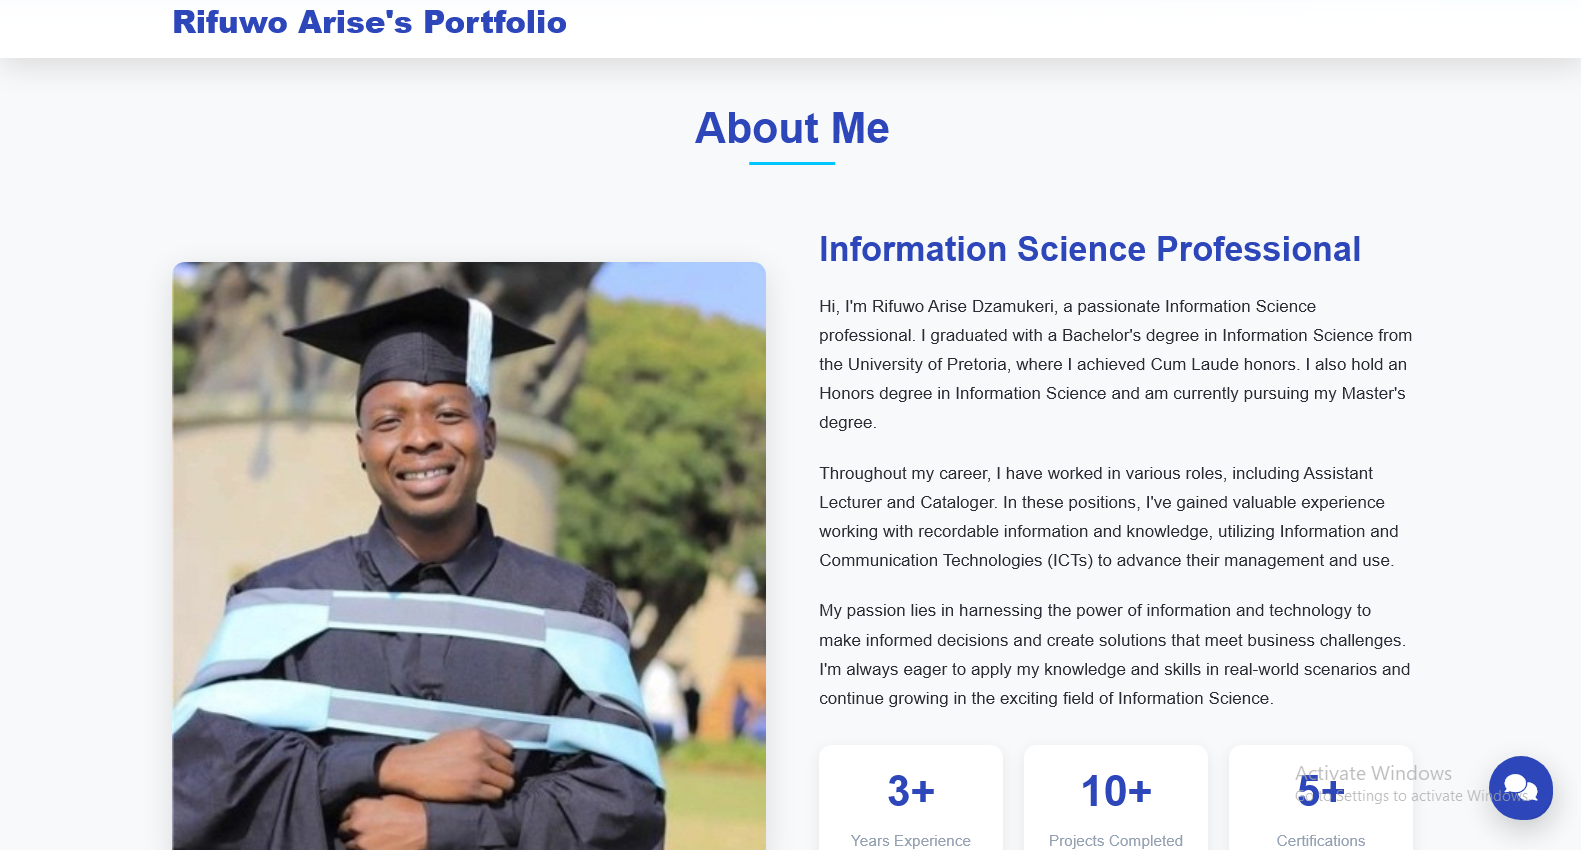 Rifuwo Arise's Portfolio
About Me
Information Science Professional
Hi, I'm Rifuwo Arise Dzamukeri, a passionate Information Science
professional. I graduated with a Bachelor's degree in Information Science from
the University of Pretoria, where I achieved Cum Laude honors. I also hold an
Honors degree in Information Science and am currently pursuing my Master's
degree.
Throughout my career, I have worked in various roles, including Assistant
Lecturer and Cataloger. In these positions, I've gained valuable experience
working with recordable information and knowledge, utilizing Information and
Communication Technologies (ICTs) to advance their management and use.
My passion lies in harnessing the power of information and technology to
make informed decisions and create solutions that meet business challenges.
I'm always eager to apply my knowledge and skills in real-world scenarios and
continue growing in the exciting field of Information Science.
3+
Years Experience
10+
Projects Completed
5+
Certifications
Activate Windows
Go to Settings to activate Windows.